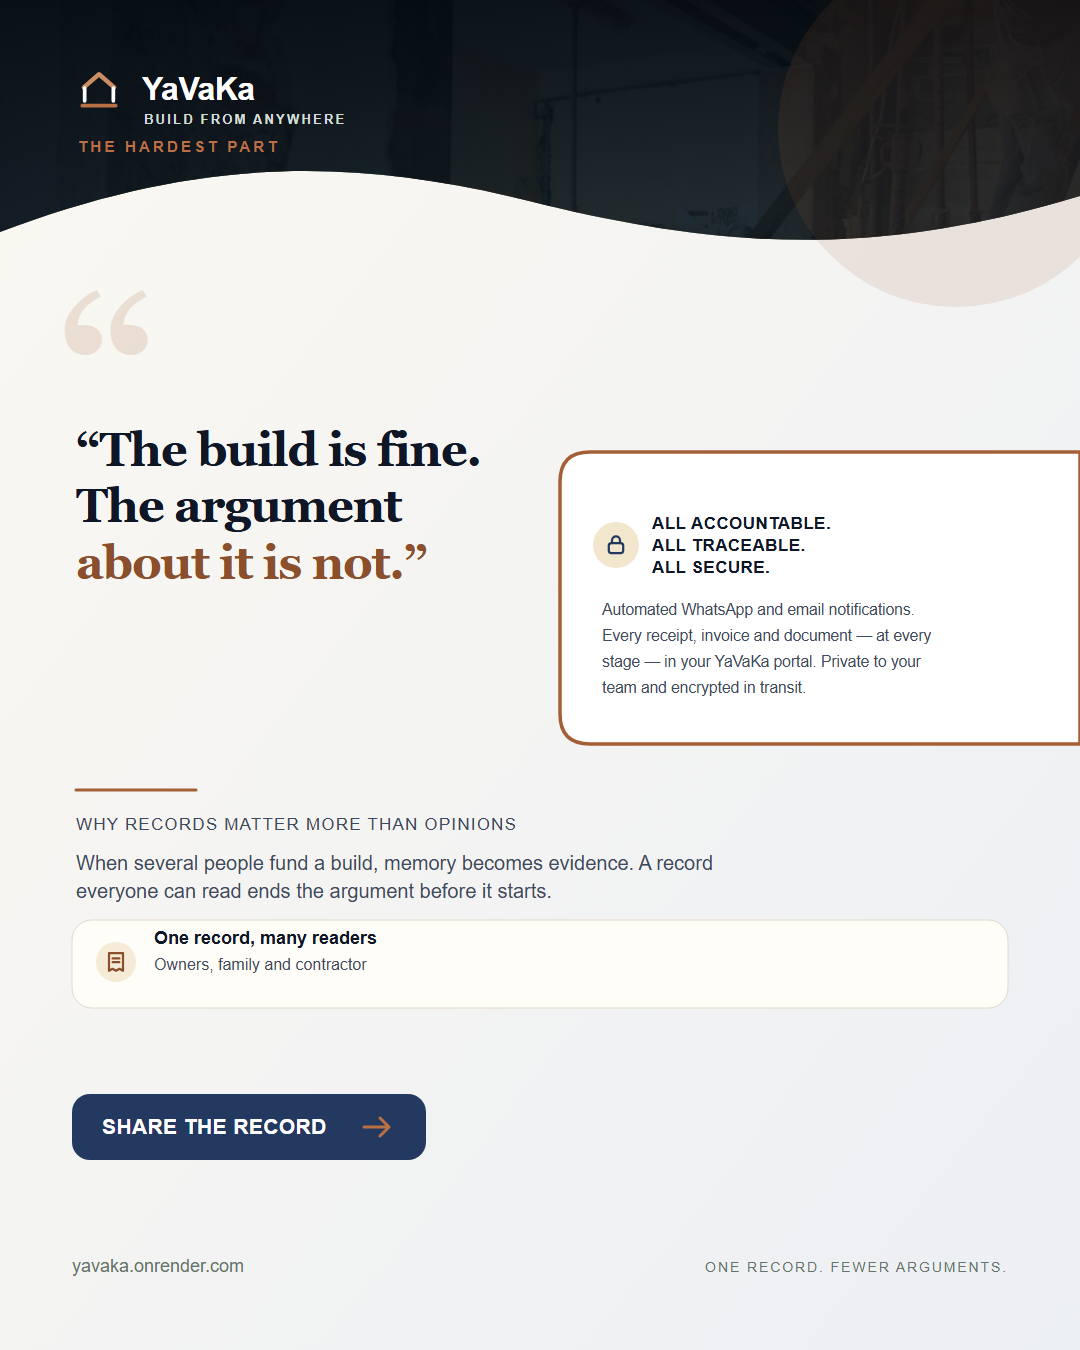 YaVaKa
BUILD FROM ANYWHERE
THE HARDEST PART
“
“The build is fine.
The argument
about it is not.”
ALL ACCOUNTABLE.
ALL TRACEABLE.
ALL SECURE.
Automated WhatsApp and email notifications.
Every receipt, invoice and document — at every
stage — in your YaVaKa portal. Private to your
team and encrypted in transit.
WHY RECORDS MATTER MORE THAN OPINIONS
When several people fund a build, memory becomes evidence. A record
everyone can read ends the argument before it starts.
One record, many readers
Owners, family and contractor
SHARE THE RECORD
yavaka.onrender.com
ONE RECORD. FEWER ARGUMENTS.